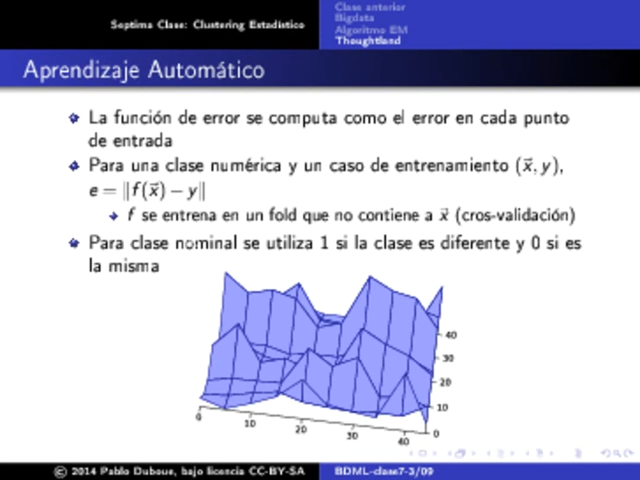 Septima Clase: Clustering Estadistico
Clase anterior
Bigdata
Algoritmo EM
Thoughtland
Aprendizaje Automático
La función de error se computa como el error en cada punto
de entrada
Para una clase numérica y un caso de entrenamiento (x⃗, y),
e = ‖f(x⃗) − y‖
f se entrena en un fold que no contiene a x⃗ (cros-validación)
Para clase nominal se utiliza 1 si la clase es diferente y 0 si es
la misma
40
30
20
10
0
0 10 20 30 40
© 2014 Pablo Duboue, bajo licencia CC-BY-SA
BDML-clase7-3/09